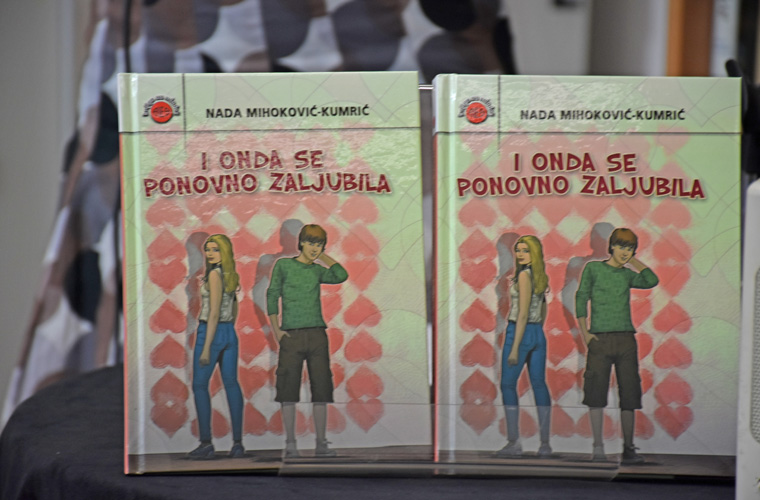 NADA MIHOKOVIĆ-KUMRIĆ
I ONDA SE
PONOVNO ZALJUBILA
NADA MIHOKOVIĆ-KUMRIĆ
I ONDA SE
PONOVNO ZALJUBILA